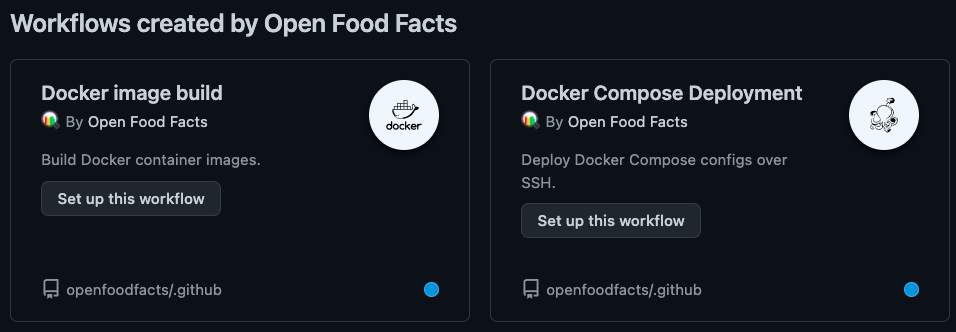 Workflows created by Open Food Facts
Docker image build
By Open Food Facts
docker
Build Docker container images.
Set up this workflow
openfoodfacts/.github
Docker Compose Deployment
By Open Food Facts
Deploy Docker Compose configs over
SSH.
Set up this workflow
openfoodfacts/.github